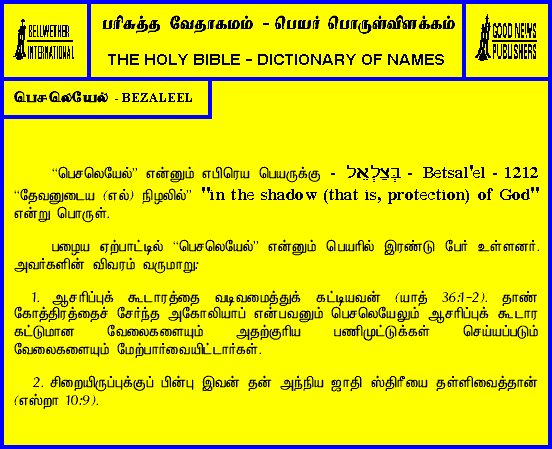 BELLWETHER
INTERNATIONAL
பரிசுத்த வேதாகமம் - பெயர் பொருள்விளக்கம்
THE HOLY BIBLE - DICTIONARY OF NAMES
GOOD NEWS
PUBLISHERS
பெசலெயேல் - BEZALEEL
“பெசலெயேல்” என்னும் எபிரெய பெயருக்கு - בְּצַלְאֵל - Betsal'el - 1212
“தேவனுடைய (எல்) நிழலில்” "in the shadow (that is, protection) of God"
என்று பொருள்.
பழைய ஏற்பாட்டில் “பெசலெயேல்” என்னும் பெயரில் இரண்டு பேர் உள்ளனர்.
அவர்களின் விவரம் வருமாறு:
1. ஆசரிப்புக் கூடாரத்தை வடிவமைத்துக் கட்டியவன் (யாத் 36:1-2). தாண்
கோத்திரத்தைச் சேர்ந்த அகோலியாப் என்பவனும் பெசலெயேலும் ஆசரிப்புக் கூடார
கட்டுமான வேலைகளையும் அதற்குரிய பணிமுட்டுக்கள் செய்யப்படும்
வேலைகளையும் மேற்பார்வையிட்டார்கள்.
2. சிறையிருப்புக்குப் பின்பு இவன் தன் அந்நிய ஜாதி ஸ்திரீயை தள்ளிவைத்தான்
(எஸ்றா 10:9).